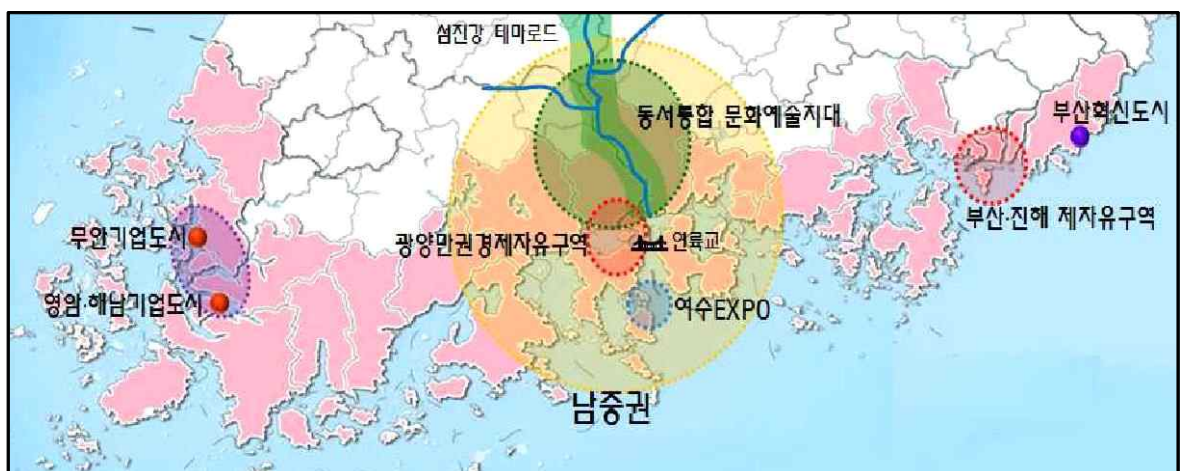 섬진강 테마로드
동서통합 문화예술지대
부산혁신도시
부산·진해 제자유구역
무안기업도시
광양만권경제자유구역
연륙교
영암·해남기업도시
여수EXPO
남중권